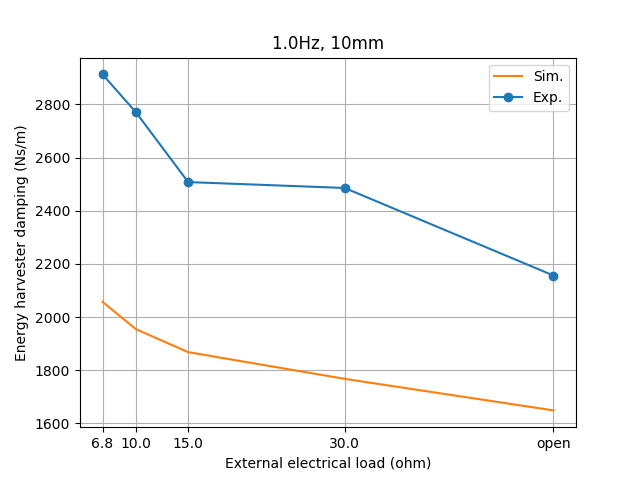 1.0Hz, 10mm
Sim.
Exp.
Energy harvester damping (Ns/m)
2800
2600
2400
2200
2000
1800
1600
6.8 10.0 15.0 30.0 open
External electrical load (ohm)